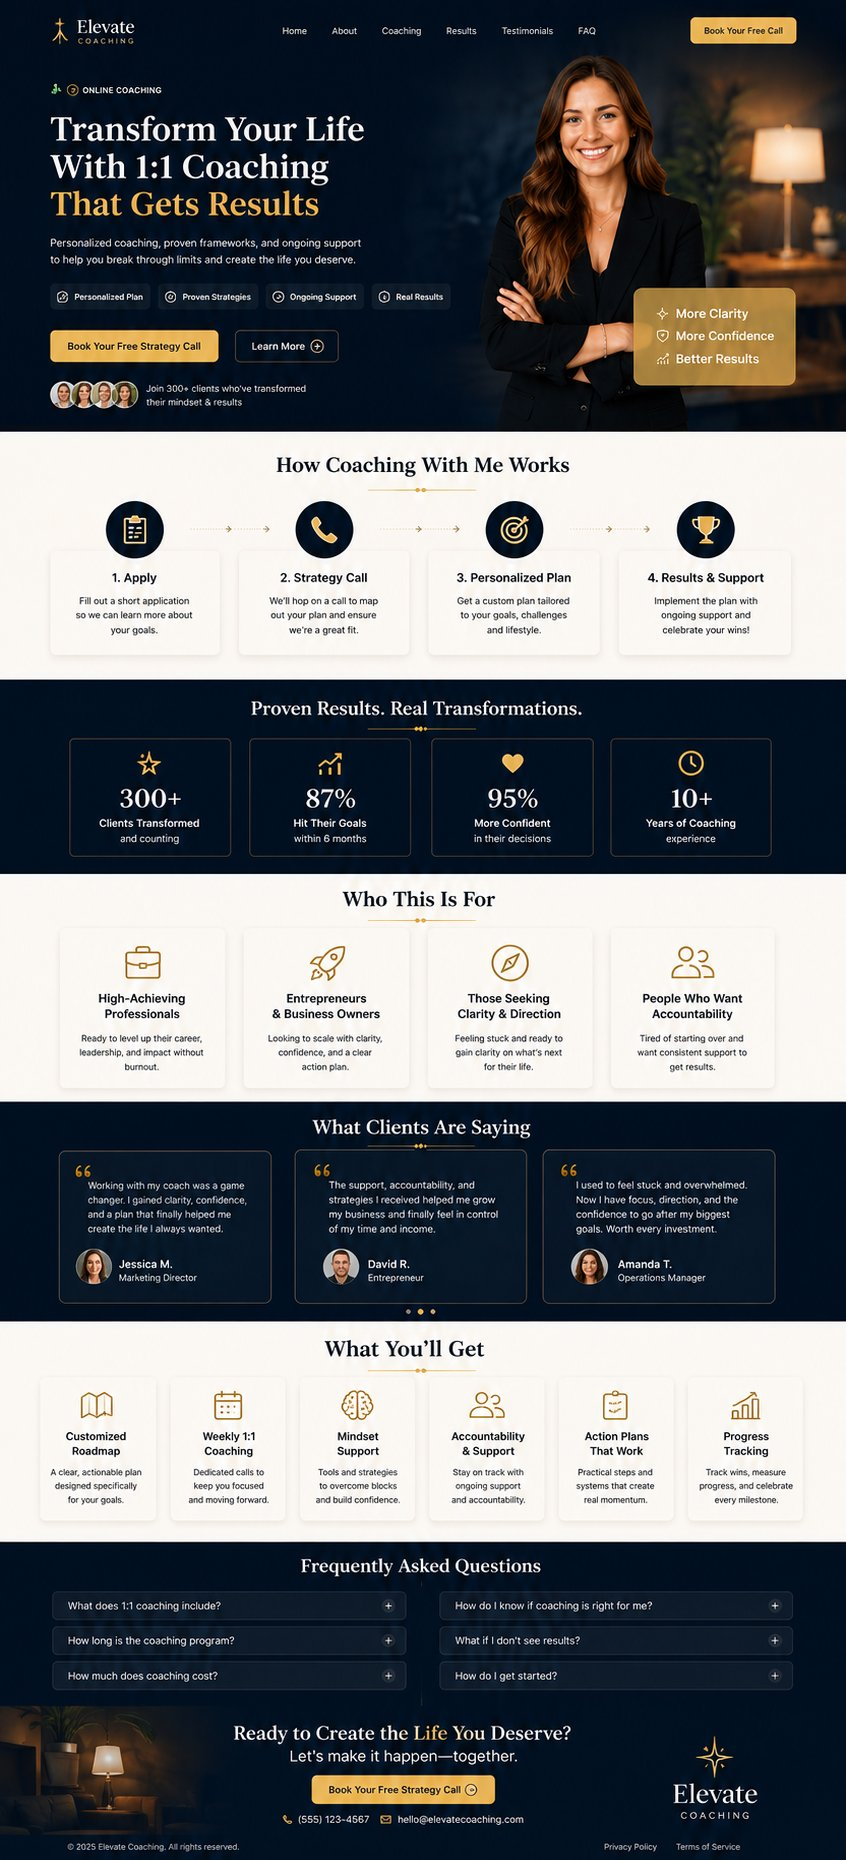 Elevate
COACHING
Home About Coaching Results Testimonials FAQ
Book Your Free Call
ONLINE COACHING
Transform Your Life
With 1:1 Coaching
That Gets Results
Personalized coaching, proven frameworks, and ongoing support
to help you break through limits and create the life you deserve.
Personalized Plan Proven Strategies Ongoing Support Real Results
Book Your Free Strategy Call Learn More
Join 300+ clients who've transformed
their mindset & results
More Clarity
More Confidence
Better Results
How Coaching With Me Works
1. Apply
Fill out a short application
so we can learn more about
your goals.
2. Strategy Call
We'll hop on a call to map
out your plan and ensure
we're a great fit.
3. Personalized Plan
Get a custom plan tailored
to your goals, challenges
and lifestyle.
4. Results & Support
Implement the plan with
ongoing support and
celebrate your wins!
Proven Results. Real Transformations.
300+
Clients Transformed
and counting
87%
Hit Their Goals
within 6 months
95%
More Confident
in their decisions
10+
Years of Coaching
experience
Who This Is For
High-Achieving
Professionals
Ready to level up their career,
leadership, and impact without
burnout.
Entrepreneurs
& Business Owners
Looking to scale with clarity,
confidence, and a clear
action plan.
Those Seeking
Clarity & Direction
Feeling stuck and ready to
gain clarity on what's next
for their life.
People Who Want
Accountability
Tired of starting over and
want consistent support to
get results.
What Clients Are Saying
Working with my coach was a game
changer. I gained clarity, confidence,
and a plan that finally helped me
create the life I always wanted.
Jessica M.
Marketing Director
The support, accountability, and
strategies I received helped me grow
my business and finally feel in control
of my time and income.
David R.
Entrepreneur
I used to feel stuck and overwhelmed.
Now I have focus, direction, and the
confidence to go after my biggest
goals. Worth every investment.
Amanda T.
Operations Manager
What You'll Get
Customized
Roadmap
A clear, actionable plan
designed specifically
for your goals.
Weekly 1:1
Coaching
Dedicated calls to
keep you focused
and moving forward.
Mindset
Support
Tools and strategies
to overcome blocks
and build confidence.
Accountability
& Support
Stay on track with
ongoing support
and accountability.
Action Plans
That Work
Practical steps and
systems that create
real momentum.
Progress
Tracking
Track wins, measure
progress, and celebrate
every milestone.
Frequently Asked Questions
What does 1:1 coaching include?
How do I know if coaching is right for me?
How long is the coaching program?
What if I don't see results?
How much does coaching cost?
How do I get started?
Ready to Create the Life You Deserve?
Let's make it happen—together.
Book Your Free Strategy Call
(555) 123-4567 hello@elevatecoaching.com
Elevate
COACHING
© 2025 Elevate Coaching. All rights reserved.
Privacy Policy Terms of Service